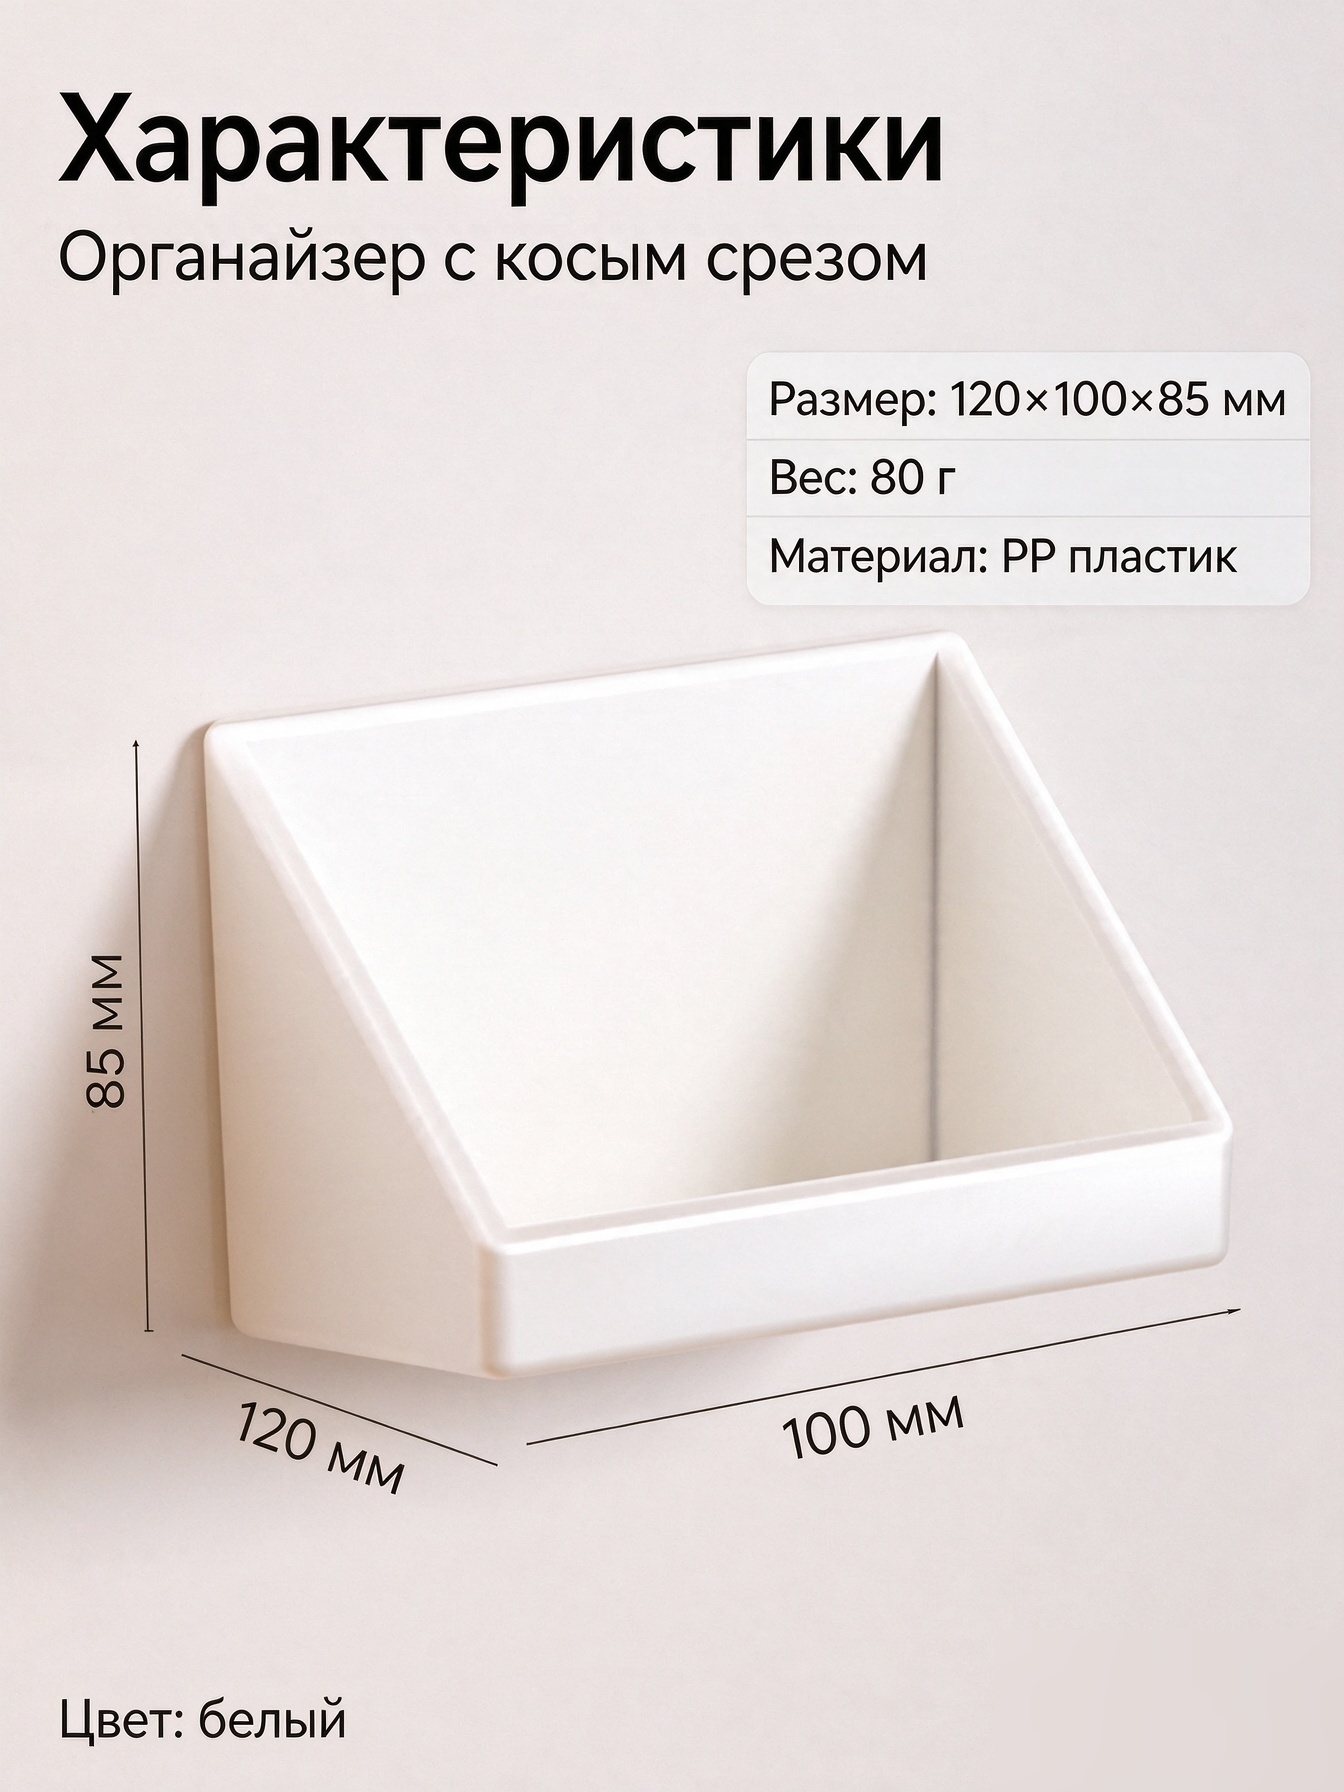 Характеристики
Органайзер с косым срезом
Размер: 120×100×85 мм
Вес: 80 г
Материал: PP пластик
85 мм
120 мм
100 мм
Цвет: белый